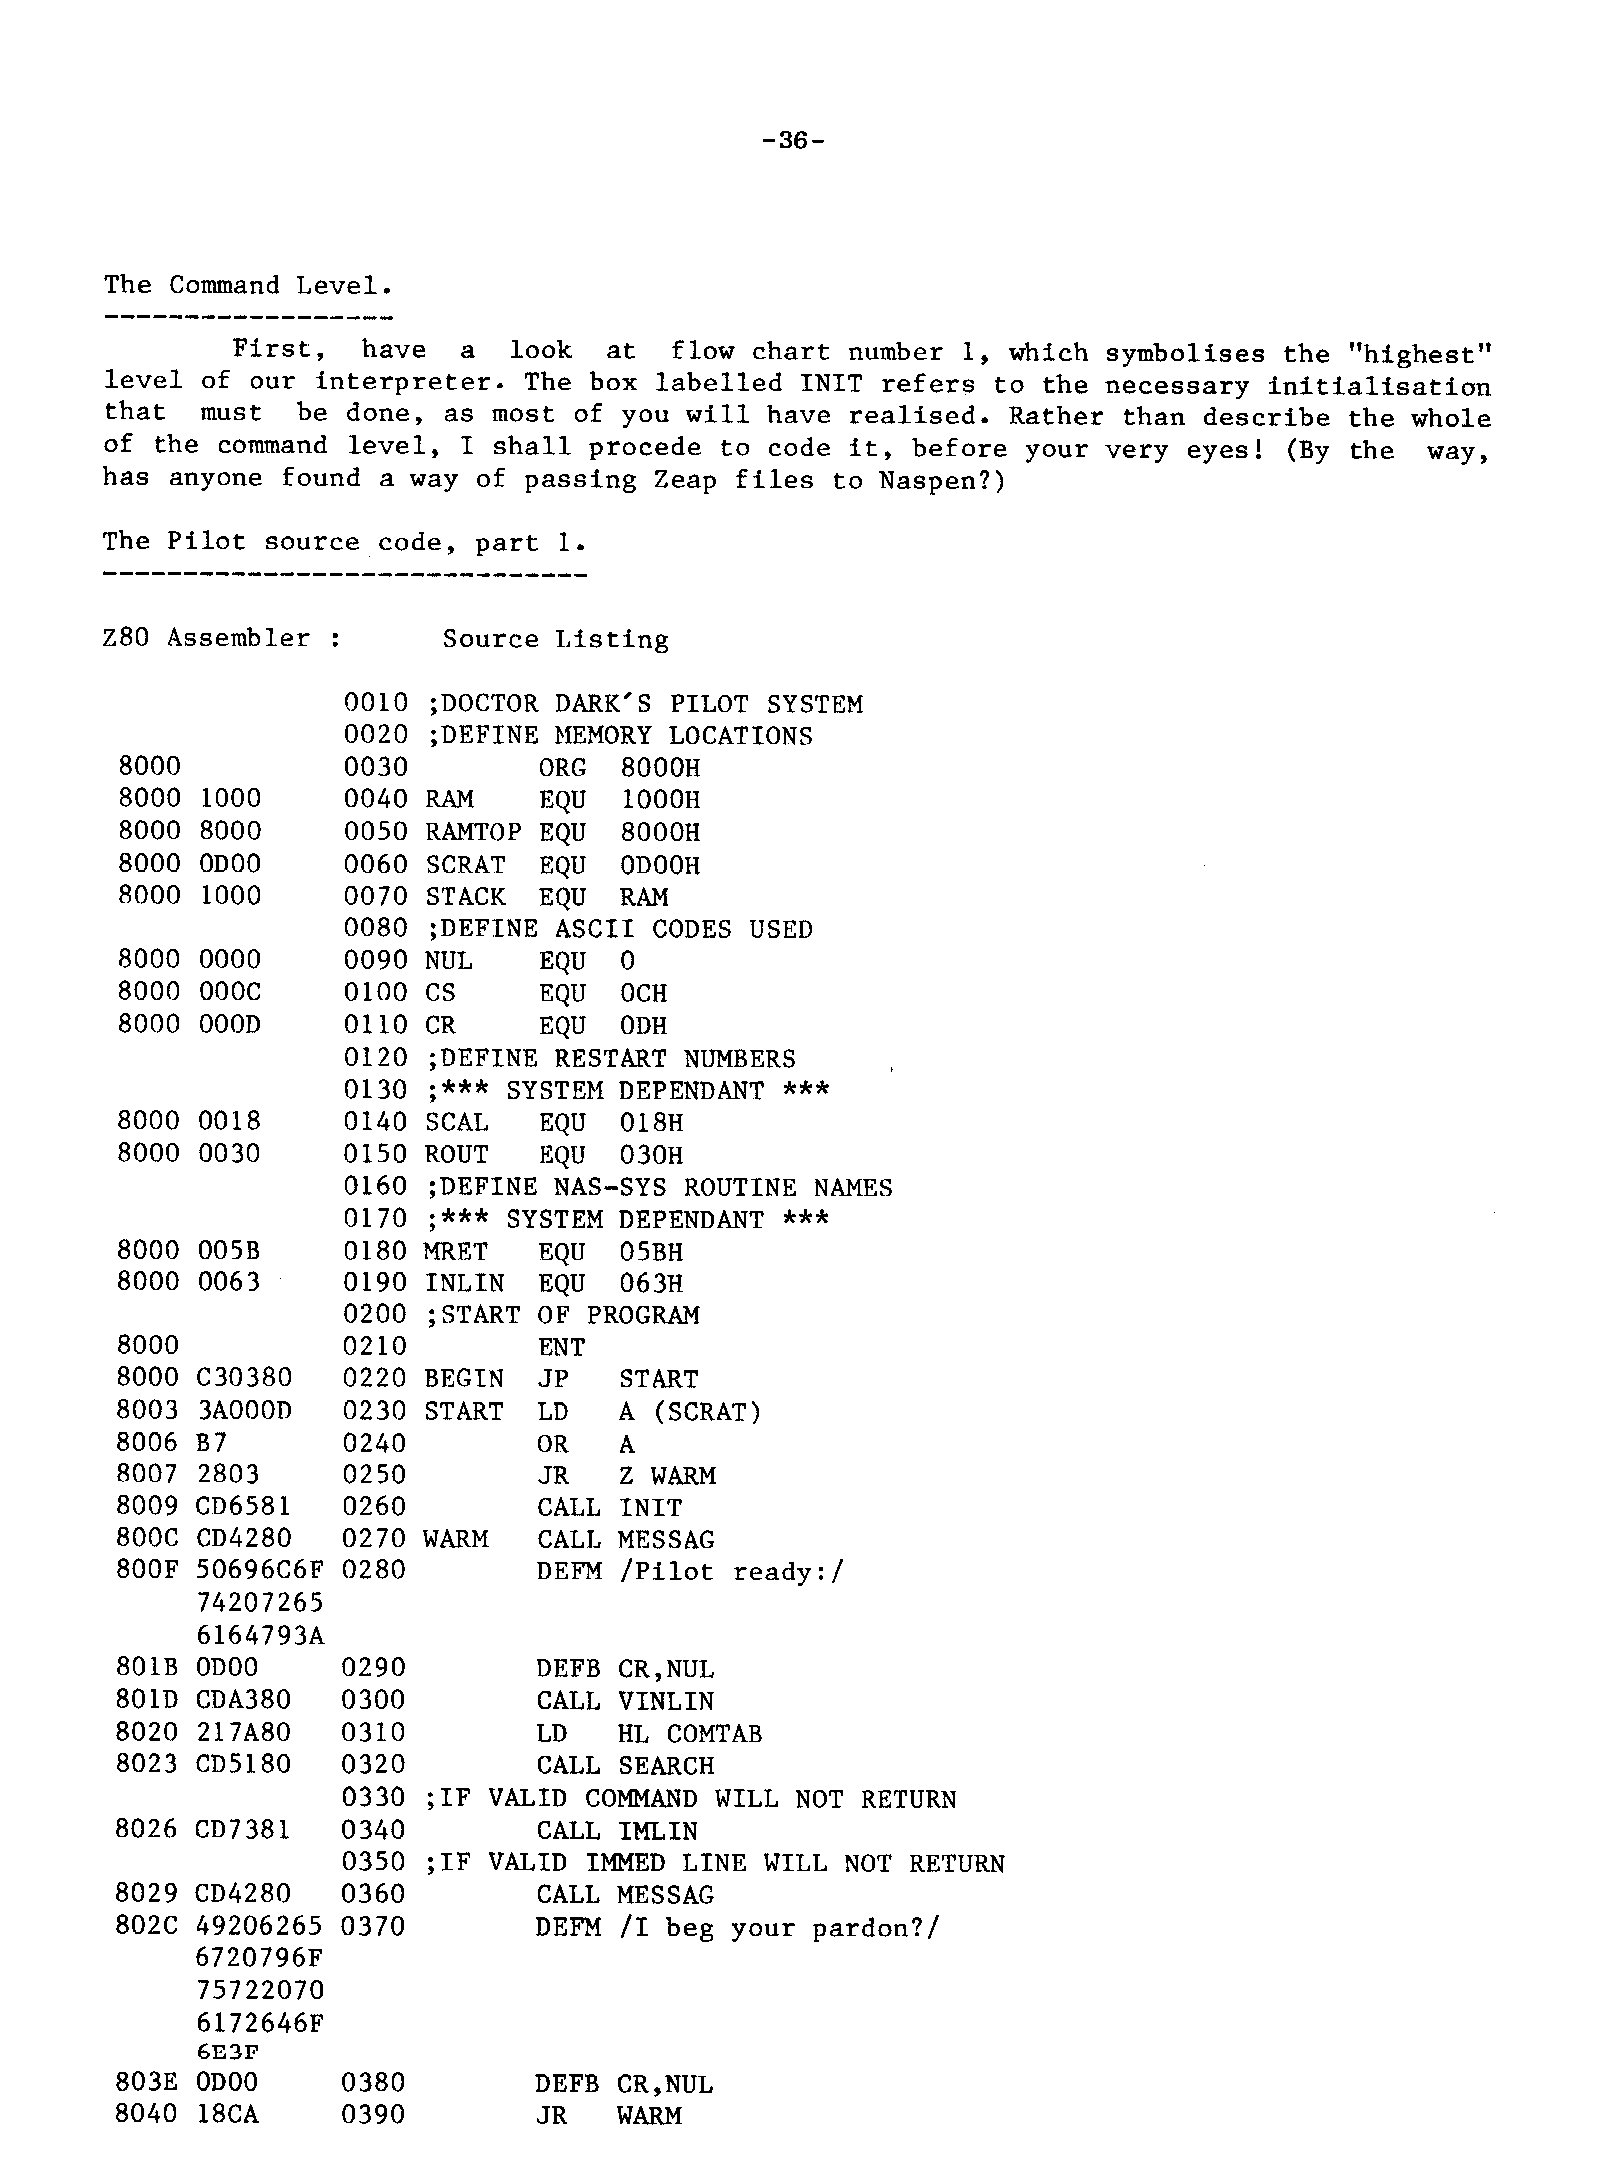 -36-
The Command Level.
------------------
First, have a look at flow chart number 1, which symbolises the "highest"
level of our interpreter. The box labelled INIT refers to the necessary initialisation
that must be done, as most of you will have realised. Rather than describe the whole
of the command level, I shall procede to code it, before your very eyes! (By the way,
has anyone found a way of passing Zeap files to Naspen?)
The Pilot source code, part 1.
------------------------------
Z80 Assembler : Source Listing
0010 ;DOCTOR DARK'S PILOT SYSTEM
0020 ;DEFINE MEMORY LOCATIONS
8000 0030 ORG 8000H
8000 1000 0040 RAM EQU 1000H
8000 8000 0050 RAMTOP EQU 8000H
8000 0D00 0060 SCRAT EQU 0D00H
8000 1000 0070 STACK EQU RAM
0080 ;DEFINE ASCII CODES USED
8000 0000 0090 NUL EQU 0
8000 000C 0100 CS EQU 0CH
8000 000D 0110 CR EQU 0DH
0120 ;DEFINE RESTART NUMBERS
0130 ;*** SYSTEM DEPENDANT ***
8000 0018 0140 SCAL EQU 018H
8000 0030 0150 ROUT EQU 030H
0160 ;DEFINE NAS-SYS ROUTINE NAMES
0170 ;*** SYSTEM DEPENDANT ***
8000 005B 0180 MRET EQU 05BH
8000 0063 0190 INLIN EQU 063H
0200 ;START OF PROGRAM
8000 0210 ENT
8000 C30380 0220 BEGIN JP START
8003 3A000D 0230 START LD A (SCRAT)
8006 B7 0240 OR A
8007 2803 0250 JR Z WARM
8009 CD6581 0260 CALL INIT
800C CD4280 0270 WARM CALL MESSAG
800F 50696C6F 0280 DEFM /Pilot ready:/
74207265
6164793A
801B 0D00 0290 DEFB CR,NUL
801D CDA380 0300 CALL VINLIN
8020 217A80 0310 LD HL COMTAB
8023 CD5180 0320 CALL SEARCH
0330 ;IF VALID COMMAND WILL NOT RETURN
8026 CD7381 0340 CALL IMLIN
0350 ;IF VALID IMMED LINE WILL NOT RETURN
8029 CD4280 0360 CALL MESSAG
802C 49206265 0370 DEFM /I beg your pardon?/
6720796F
75722070
6172646F
6E3F
803E 0D00 0380 DEFB CR,NUL
8040 18CA 0390 JR WARM